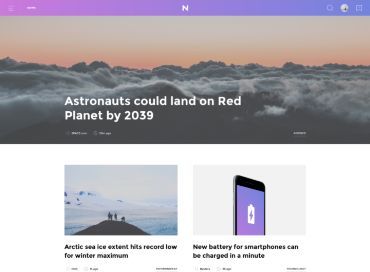 N
Astronauts could land on Red
Planet by 2039
Arctic sea ice extent hits record low
for winter maximum
New battery for smartphones can
be charged in a minute